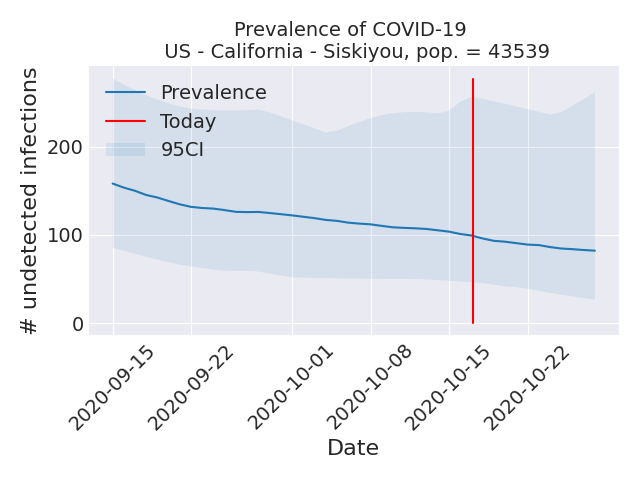 Prevalence of COVID-19
US - California - Siskiyou, pop. = 43539
# undetected infections
200
100
0
Prevalence
Today
95CI
2020-09-15
2020-09-22
2020-10-01
2020-10-08
2020-10-15
2020-10-22
Date